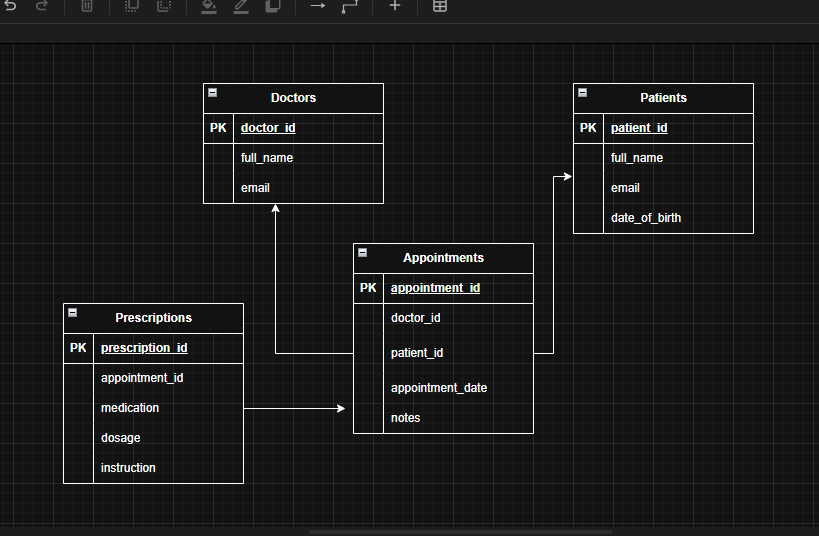 Doctors
PK doctor_id
full_name
email
Patients
PK patient_id
full_name
email
date_of_birth
Appointments
PK appointment_id
doctor_id
patient_id
appointment_date
notes
Prescriptions
PK prescription_id
appointment_id
medication
dosage
instruction